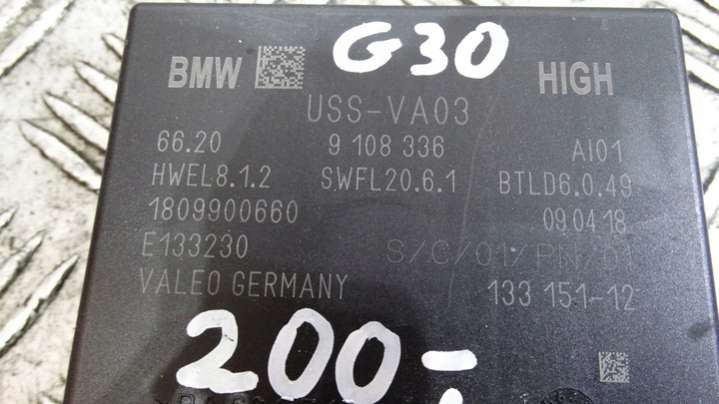 G30
BMW HIGH
USS-VA03
66.20 9 108 336 AI01
HWEL8.1.2 SWFL20.6.1 BTLD6.0.49
1809900660 09.04.18
E133230 S/C/01/PN/01
VALEO GERMANY 133 151-12
200,-